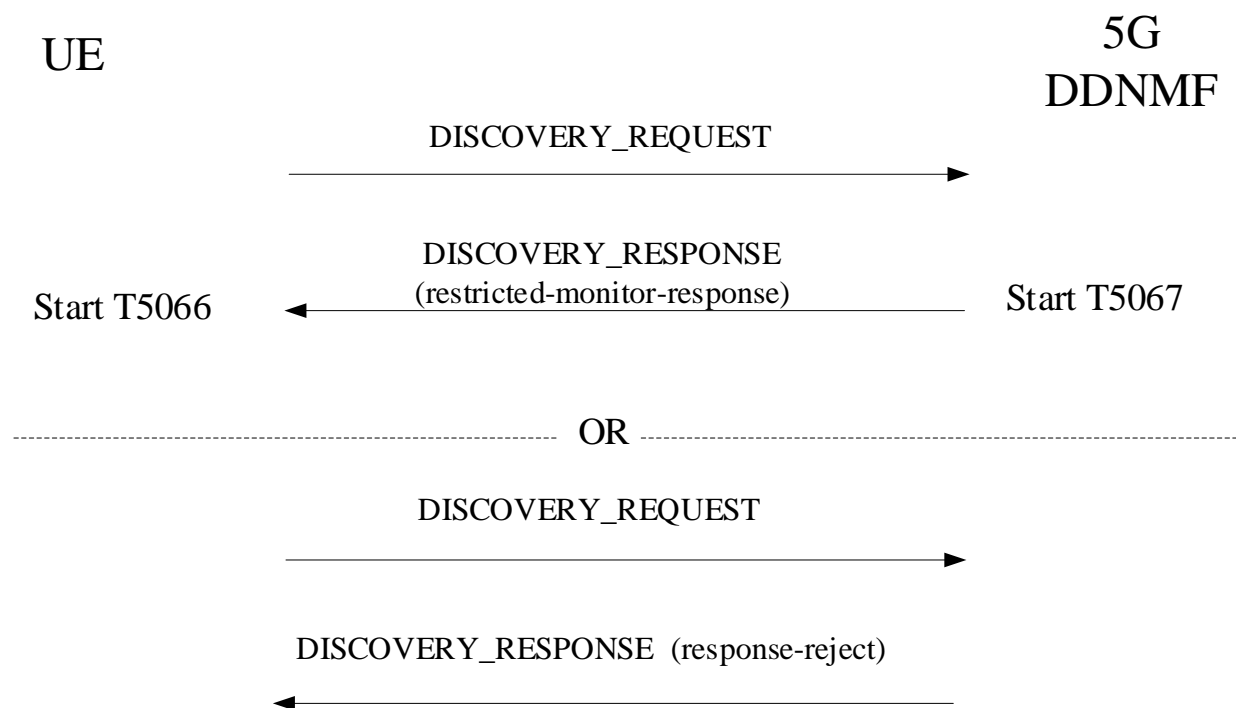 UE
5G
DDNMF
DISCOVERY_REQUEST
DISCOVERY_RESPONSE
(restricted-monitor-response)
Start T5066
Start T5067
OR
DISCOVERY_REQUEST
DISCOVERY_RESPONSE (response-reject)